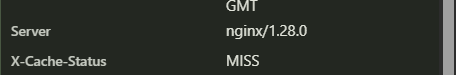 GMT
Server nginx/1.28.0
X-Cache-Status MISS